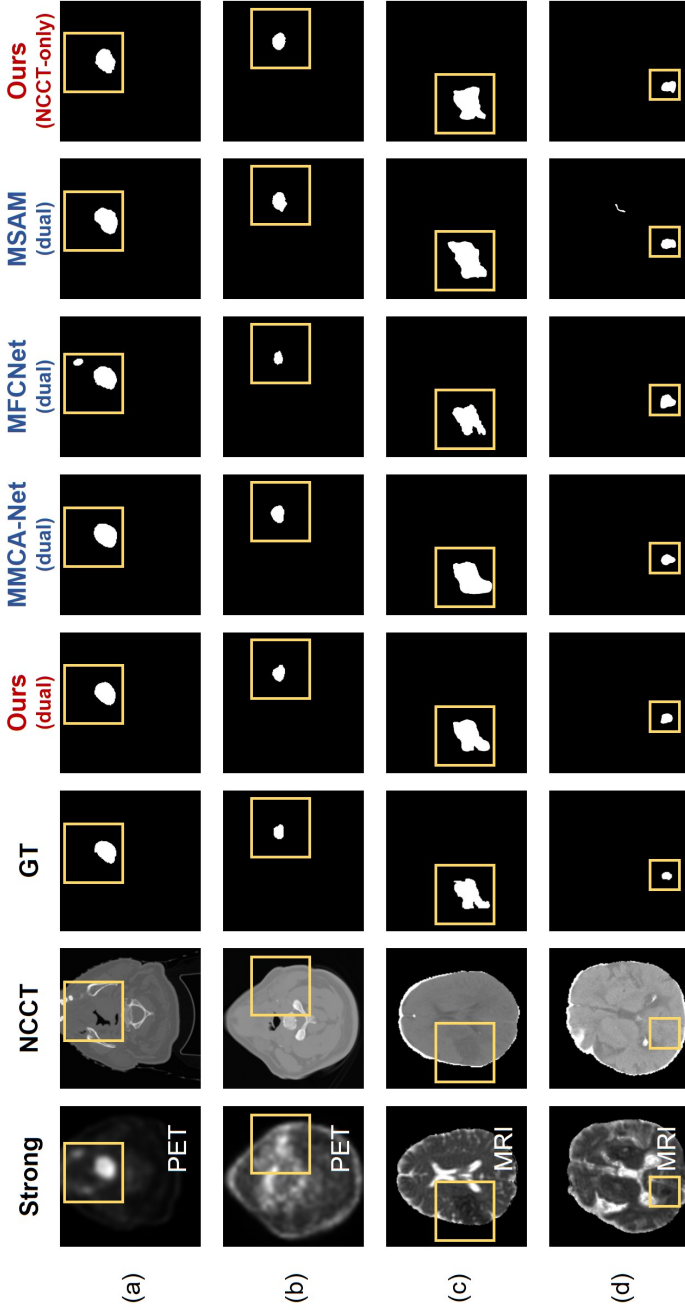 Strong
NCCT
GT
Ours
(dual)
MMCA-Net
(dual)
MFCNet
(dual)
MSAM
(dual)
Ours
(NCCT-only)
(a)
PET
(b)
PET
(c)
MRI
(d)
MRI